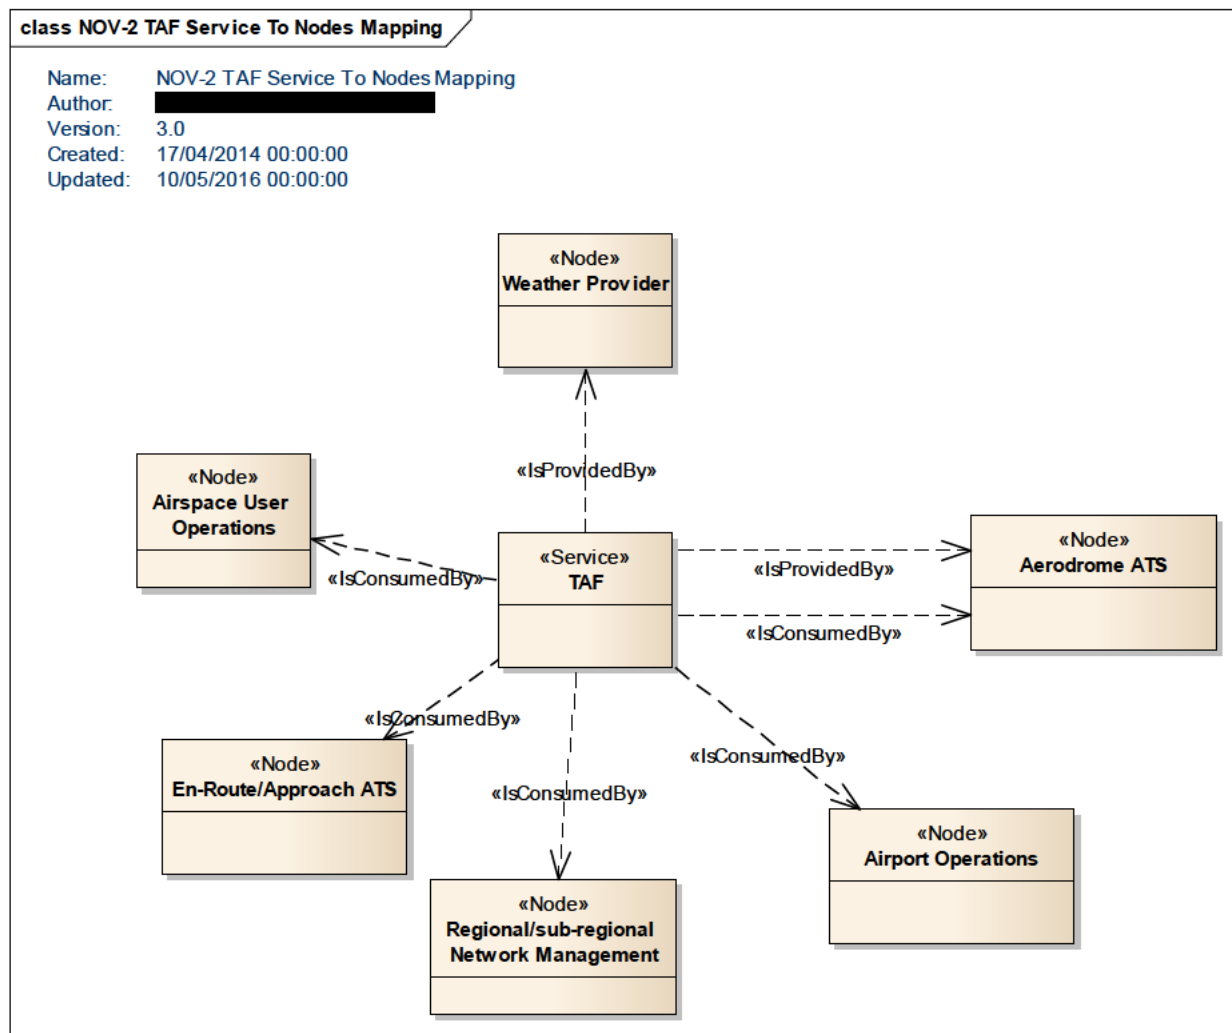 class NOV-2 TAF Service To Nodes Mapping
Name: NOV-2 TAF Service To Nodes Mapping
Author:
Version: 3.0
Created: 17/04/2014 00:00:00
Updated: 10/05/2016 00:00:00
«Node»
Weather Provider
«IsProvidedBy»
«Node»
Airspace User
Operations
«IsConsumedBy»
«Service»
TAF
«IsProvidedBy»
«IsConsumedBy»
«Node»
Aerodrome ATS
«IsConsumedBy»
«IsConsumedBy»
«IsConsumedBy»
«Node»
En-Route/Approach ATS
«Node»
Regional/sub-regional
Network Management
«Node»
Airport Operations